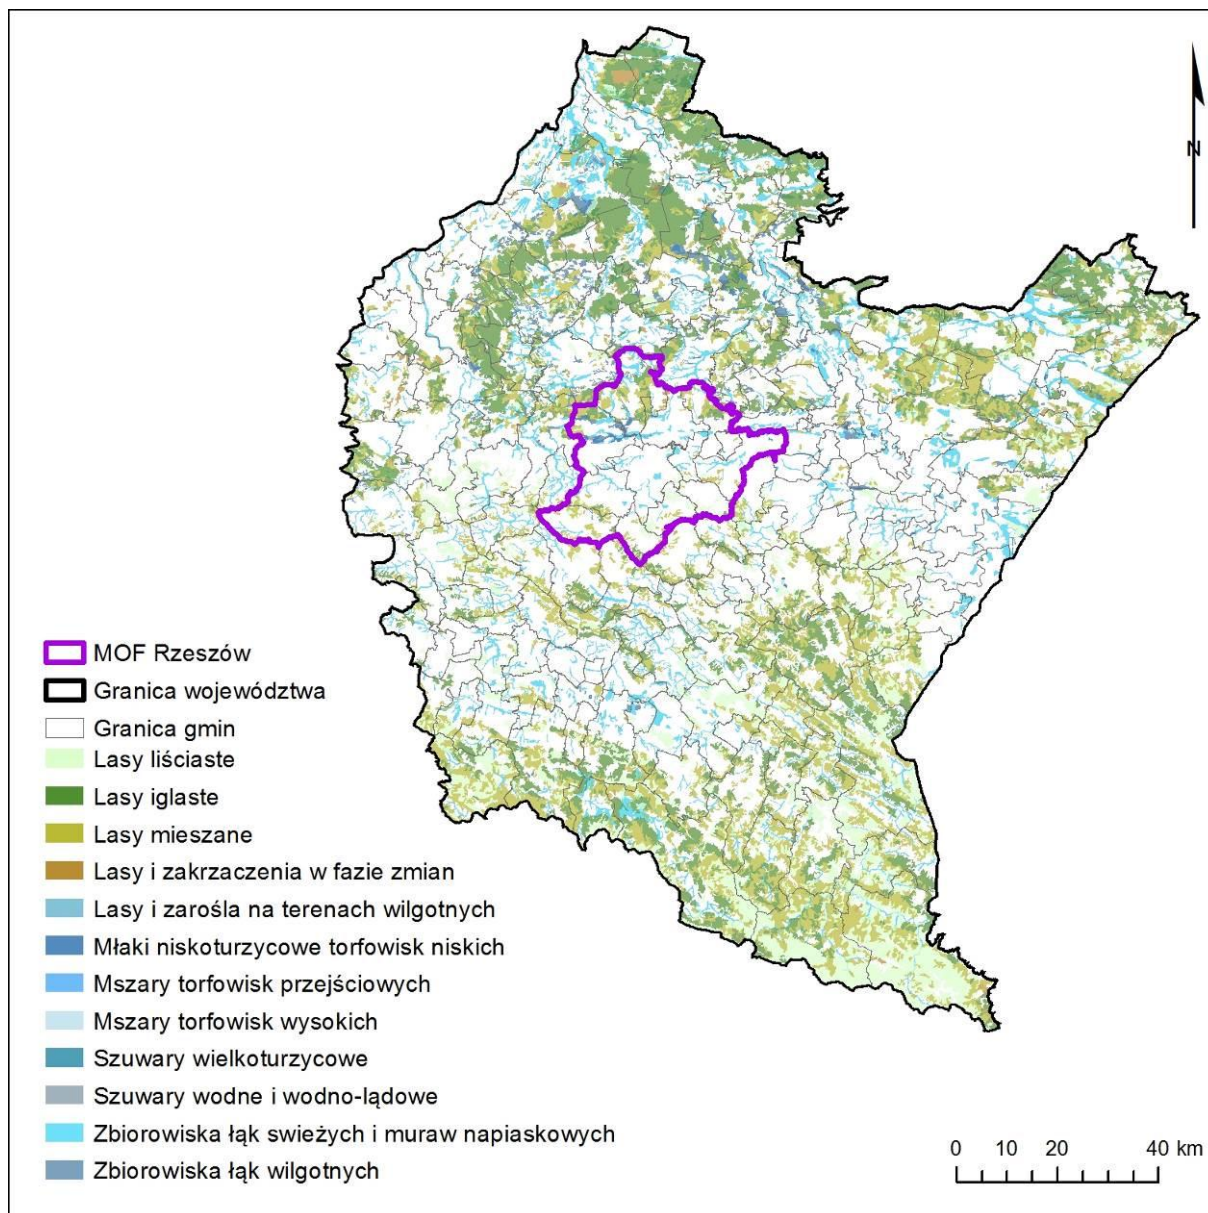 N
MOF Rzeszów
Granica województwa
Granica gmin
Lasy liściaste
Lasy iglaste
Lasy mieszane
Lasy i zakrzaczenia w fazie zmian
Lasy i zarośla na terenach wilgotnych
Młaki niskoturzycowe torfowisk niskich
Mszary torfowisk przejściowych
Mszary torfowisk wysokich
Szuwary wielkoturzycowe
Szuwary wodne i wodno-lądowe
Zbiorowiska łąk swieżych i muraw napiaskowych
Zbiorowiska łąk wilgotnych
0 10 20 40 km